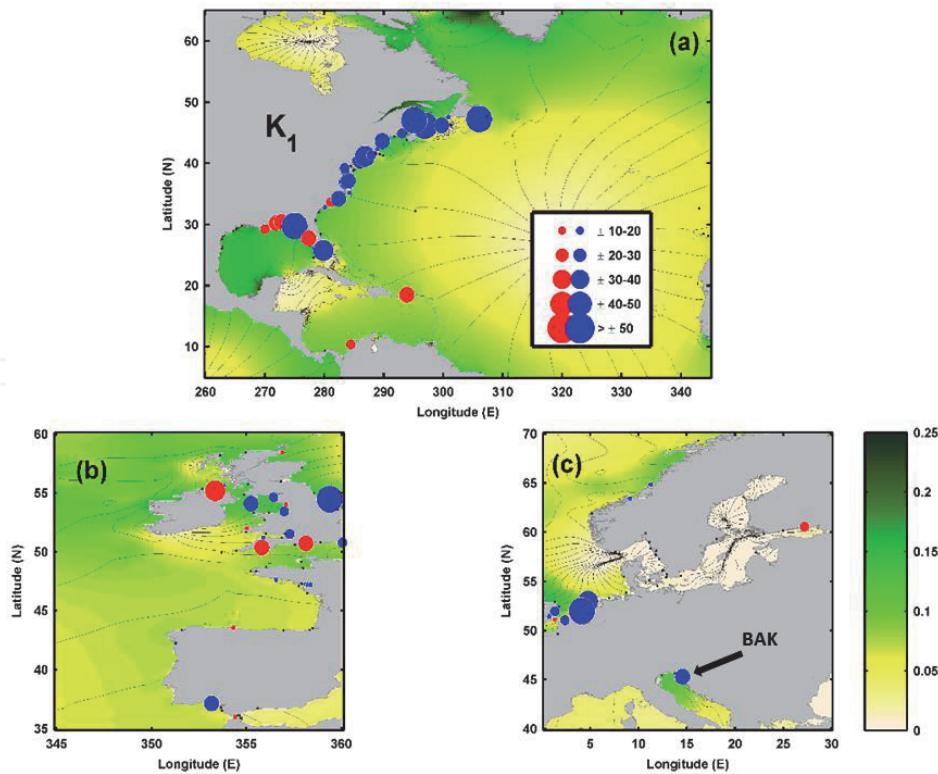 (a)
K1
60
50
40
30
20
10
Latitude (N)
260 270 280 290 300 310 320 330 340
Longitude (E)
⊥ 10-20
± 20-30
± 30-40
+ 40-50
> ± 50
(b)
60
55
50
45
40
35
Latitude (N)
345 350 355 360
Longitude (E)
(c)
70
65
60
55
50
45
40
Latitude (N)
5 10 15 20 25 30
Longitude (E)
BAK
0.25
0.2
0.15
0.1
0.05
0